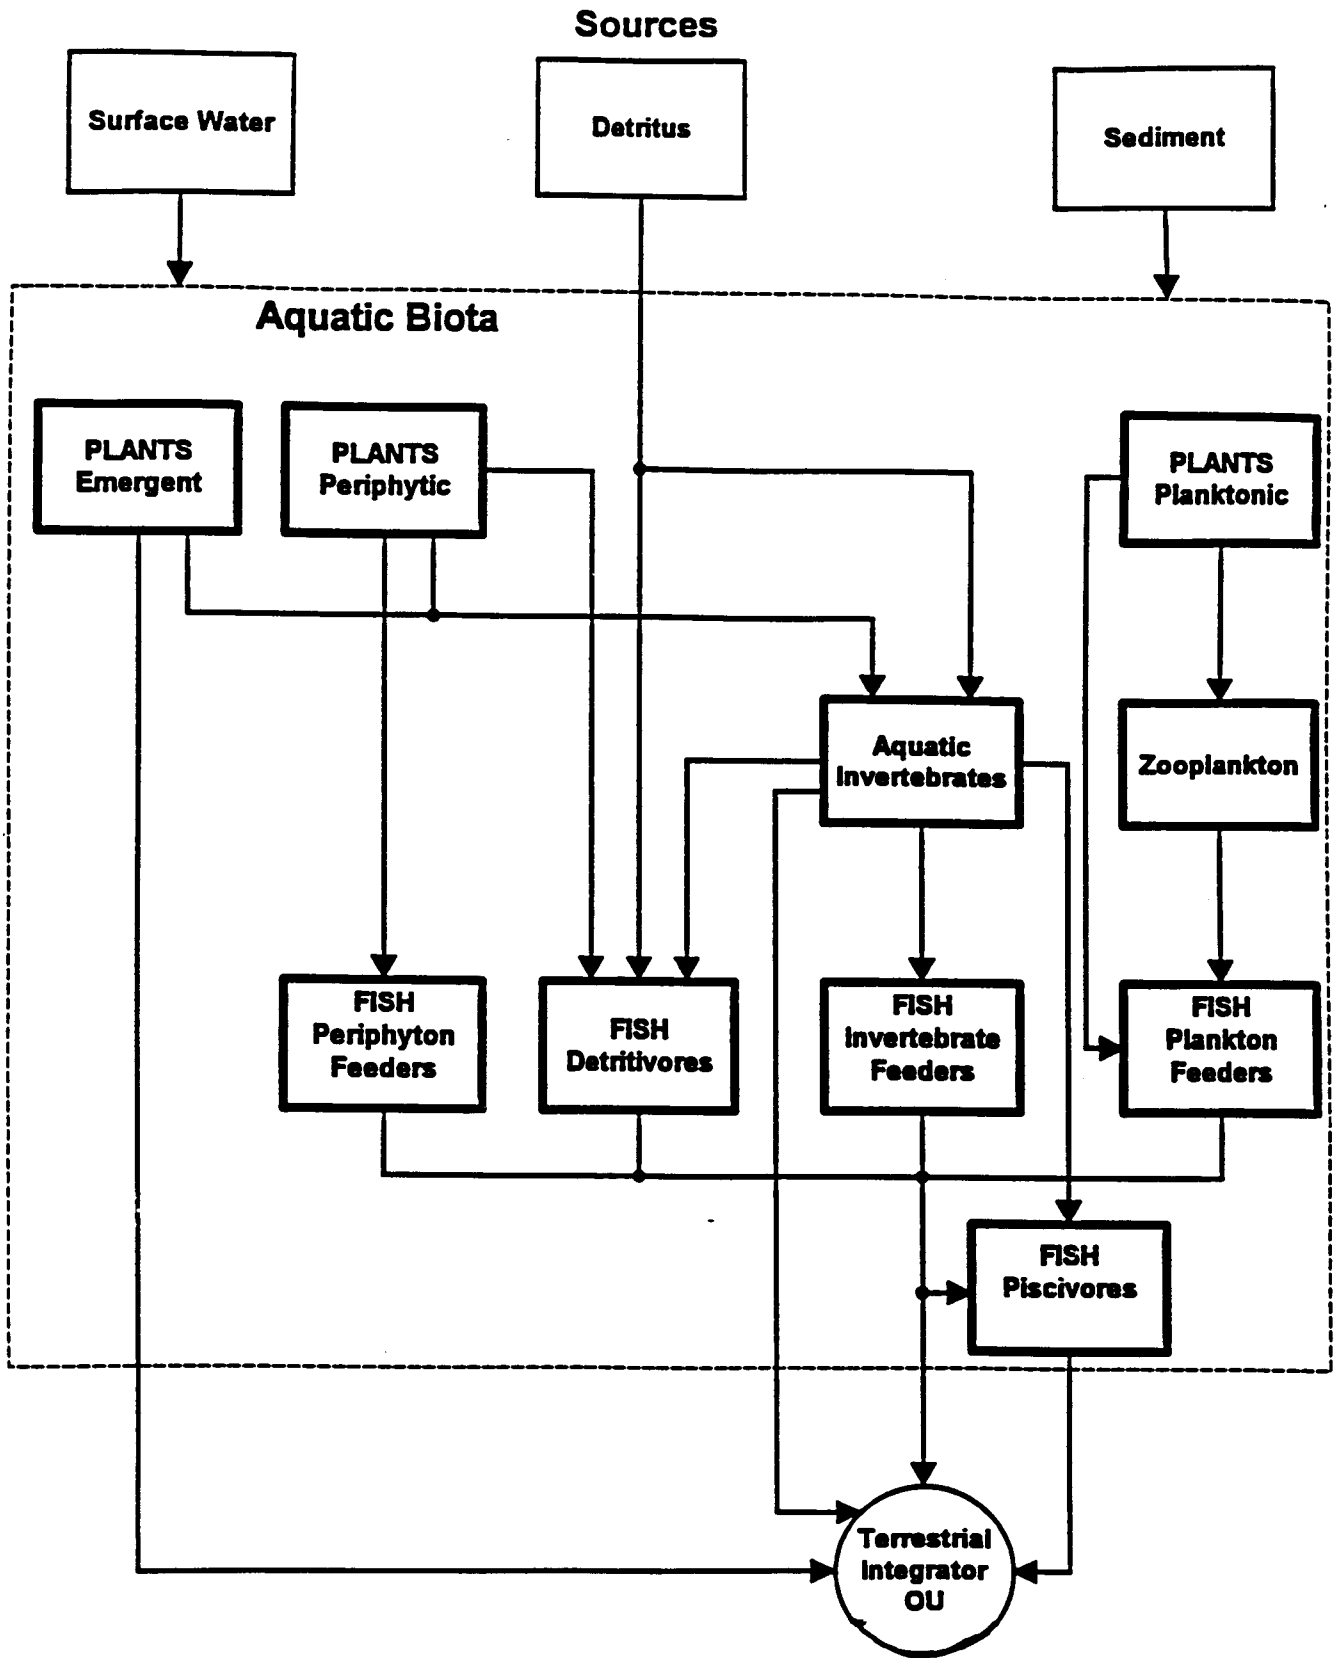 Sources
Surface Water
Detritus
Sediment
Aquatic Biota
PLANTS
Emergent
PLANTS
Periphytic
PLANTS
Planktonic
Aquatic
Invertebrates
Zooplankton
FISH
Periphyton
Feeders
FISH
Detritivores
FISH
Invertebrate
Feeders
FISH
Plankton
Feeders
FISH
Piscivores
Terrestrial
Integrator
OU